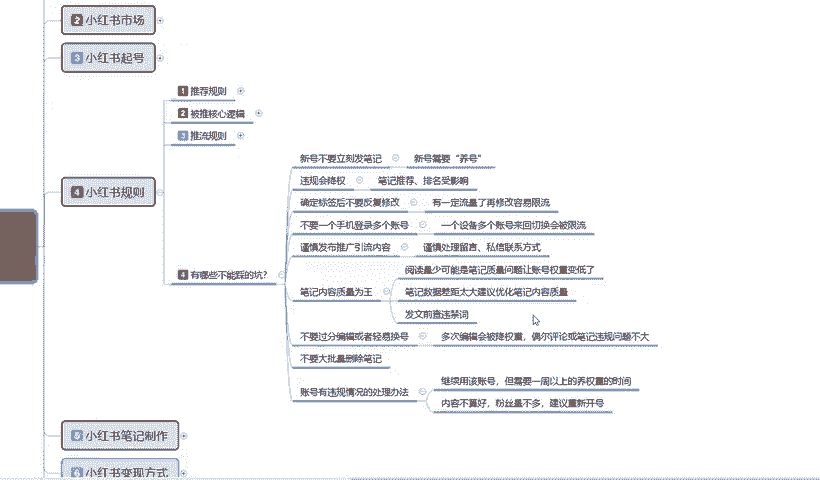 2 小红书市场
3 小红书起号
4 小红书规则
1 推荐规则
2 被推核心逻辑
3 推流规则
4 有哪些不能踩的坑?
新号不要立刻发笔记
新号需要“养号”
违规会降权
笔记推荐、排名受影响
确定标签后不要反复修改
有一定流量了再修改容易限流
不要一个手机登录多个账号
一个设备多个账号来回切换会被限流
谨慎发布推广引流内容
谨慎处理留言、私信联系方式
笔记内容质量为王
阅读量少可能是笔记质量问题让账号权重变低了
笔记数据差距太大建议优化笔记内容质量
发文前查违禁词
不要过分编辑或者轻易换号
多次编辑会被降权重,偶尔评论或笔记违规问题不大
不要大批量删除笔记
账号有违规情况的处理办法
继续用该账号,但需要一周以上的养权重的时间
内容不算好,粉丝量不多,建议重新开号
5 小红书笔记制作
6 小红书变现方式